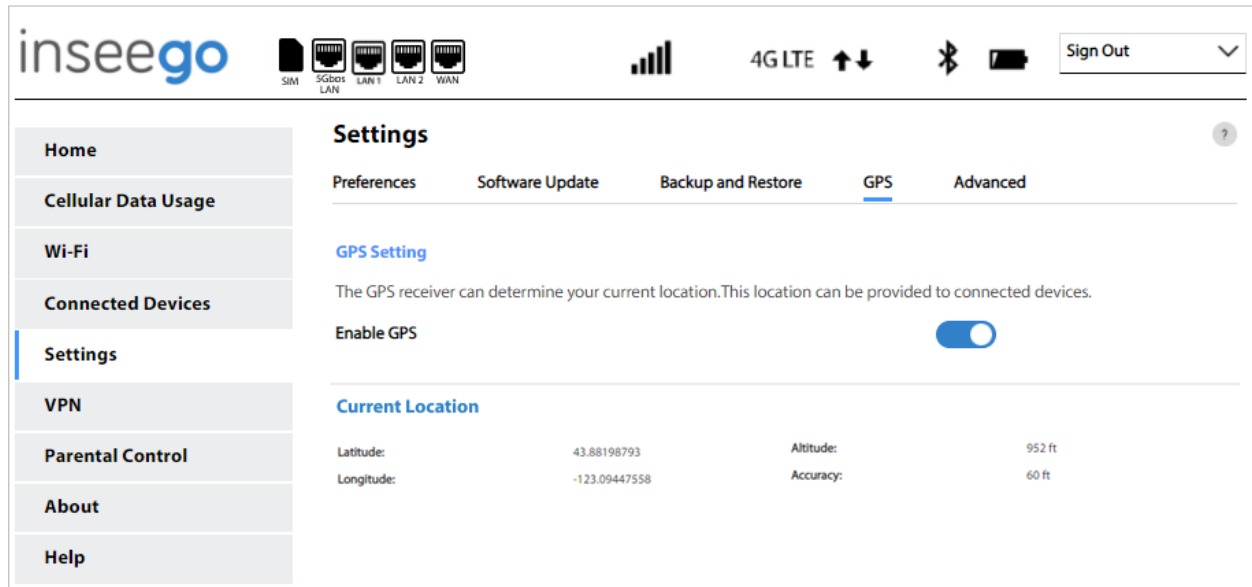 inseego
SIM
5Gbps
LAN
LAN 1
LAN 2
WAN
4G LTE
Sign Out
Home
Cellular Data Usage
Wi-Fi
Connected Devices
Settings
VPN
Parental Control
About
Help
Settings
?
Preferences Software Update Backup and Restore GPS Advanced
GPS Setting
The GPS receiver can determine your current location.This location can be provided to connected devices.
Enable GPS
Current Location
Latitude: 43.88198793 Altitude: 952 ft
Longitude: -123.09447558 Accuracy: 60 ft